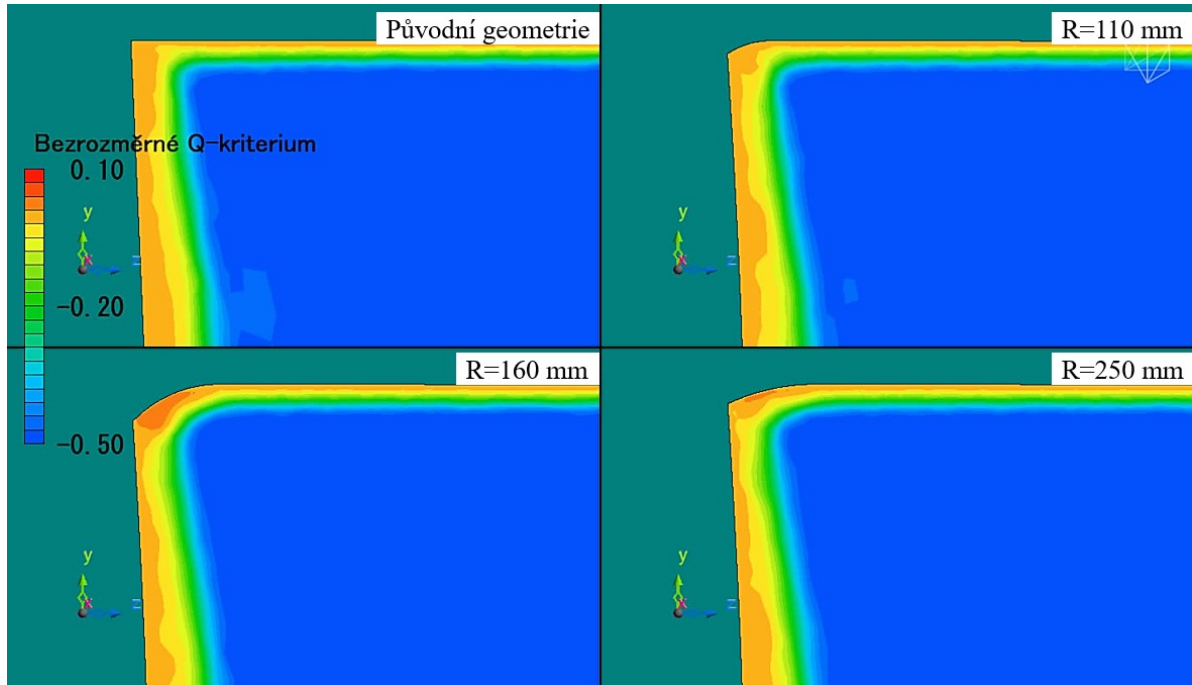 Původní geometrie
R=110 mm
Bezrozměrné Q-kriterium
0.10
y
x
z
y
x
z
-0.20
-0.50
R=160 mm
R=250 mm
y
x
z
y
x
z